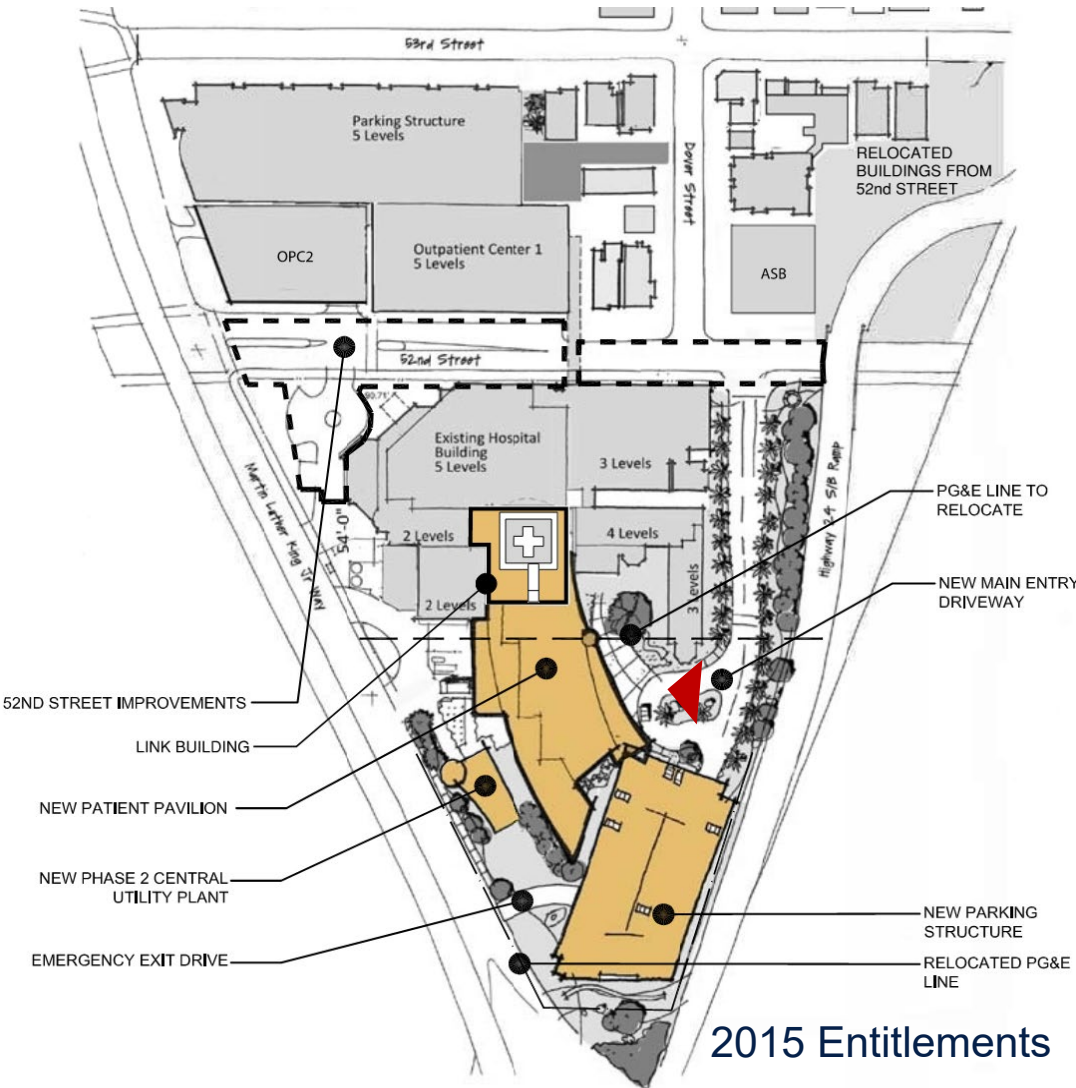 53rd Street
Parking Structure
5 Levels
Dover Street
RELOCATED
BUILDINGS FROM
52nd STREET
OPC2
Outpatient Center 1
5 Levels
ASB
52nd Street
90.71'
Existing Hospital
Building
5 Levels
3 Levels
Martin Luther King Jr. Way
54'.0"
2 Levels
4 Levels
2 Levels
3 Levels
Highway 24 S/B Ramp
PG&E LINE TO
RELOCATE
NEW MAIN ENTRY
DRIVEWAY
52ND STREET IMPROVEMENTS
LINK BUILDING
NEW PATIENT PAVILION
NEW PHASE 2 CENTRAL
UTILITY PLANT
EMERGENCY EXIT DRIVE
NEW PARKING
STRUCTURE
RELOCATED PG&E
LINE
2015 Entitlements